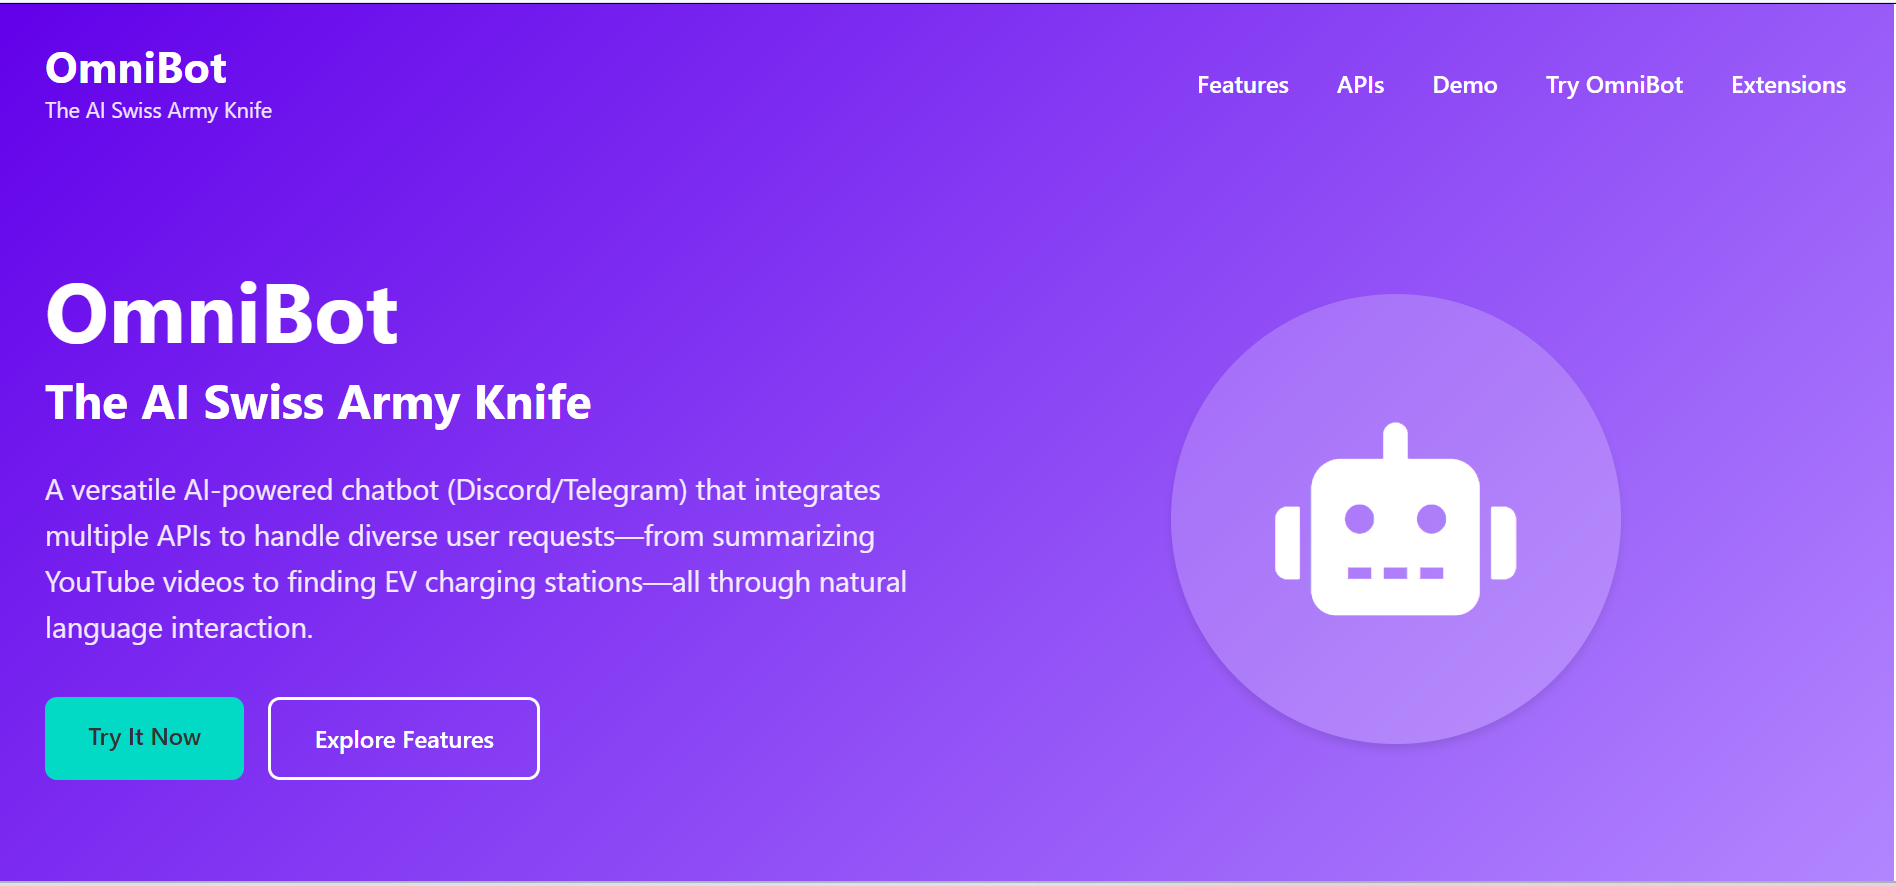 OmniBot
The AI Swiss Army Knife
Features APIs Demo Try OmniBot Extensions
OmniBot
The AI Swiss Army Knife
A versatile AI-powered chatbot (Discord/Telegram) that integrates
multiple APIs to handle diverse user requests—from summarizing
YouTube videos to finding EV charging stations—all through natural
language interaction.
Try It Now
Explore Features